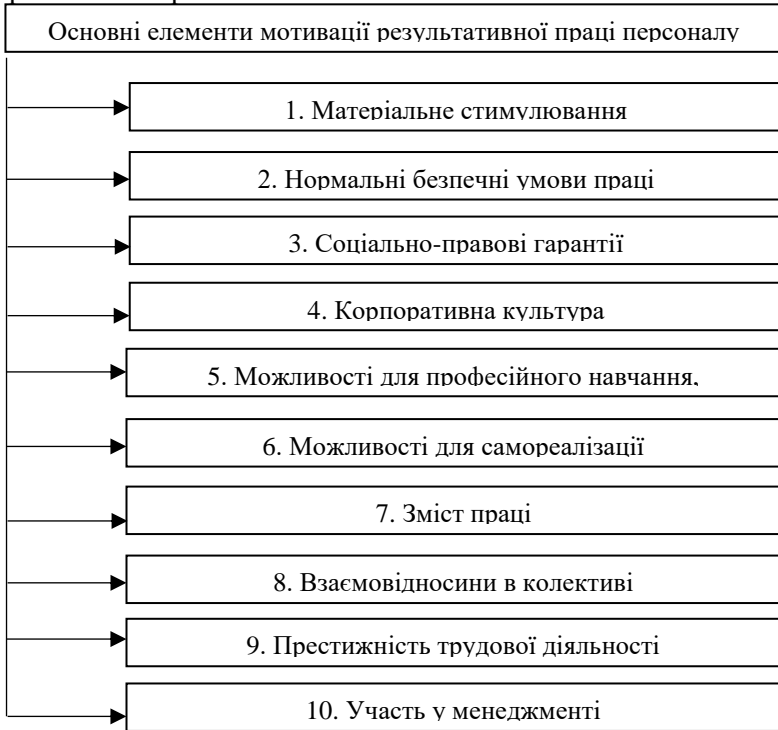 Основні елементи мотивації результативної праці персоналу
1. Матеріальне стимулювання
2. Нормальні безпечні умови праці
3. Соціально-правові гарантії
4. Корпоративна культура
5. Можливості для професійного навчання,
6. Можливості для самореалізації
7. Зміст праці
8. Взаємовідносини в колективі
9. Престижність трудової діяльності
10. Участь у менеджменті